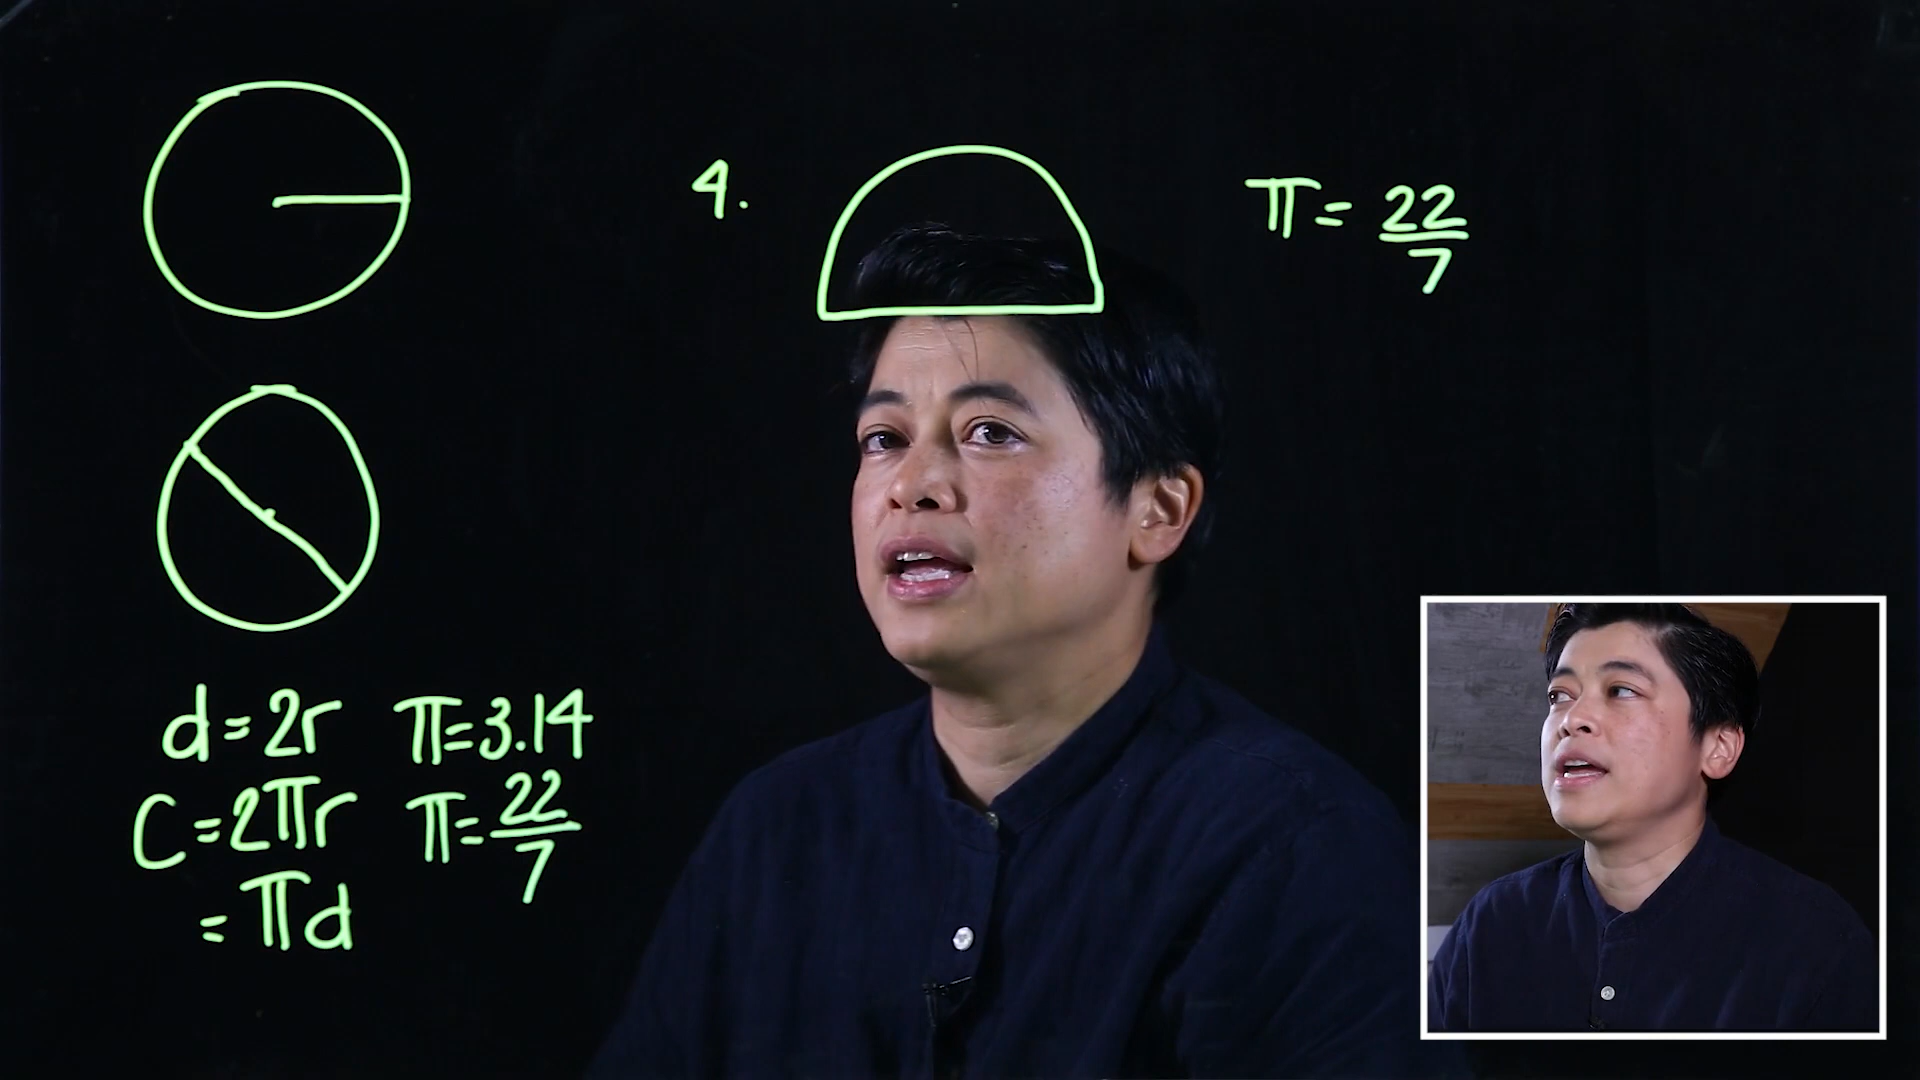 4.
π = 22/7
d = 2r
π = 3.14
C = 2πr
π = 22/7
= πd